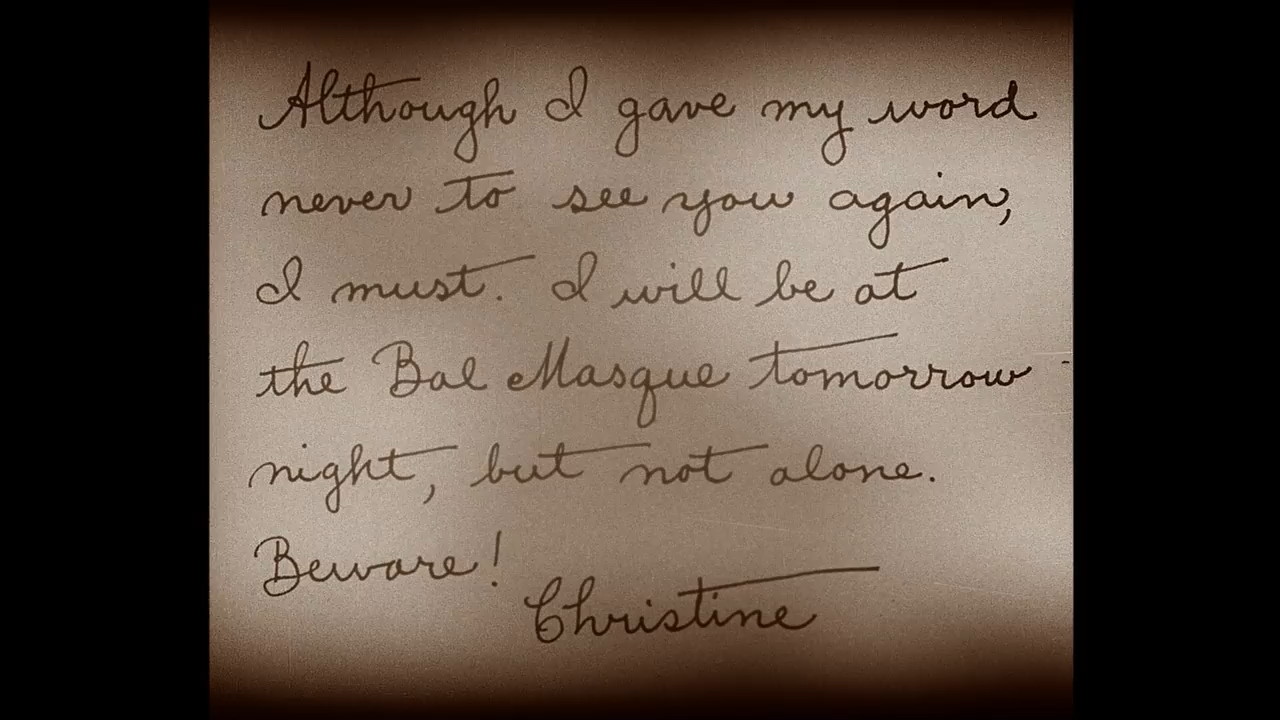 Although I gave my word
never to see you again,
I must. I will be at
the Bal Masque tomorrow
night, but not alone.
Beware!
Christine